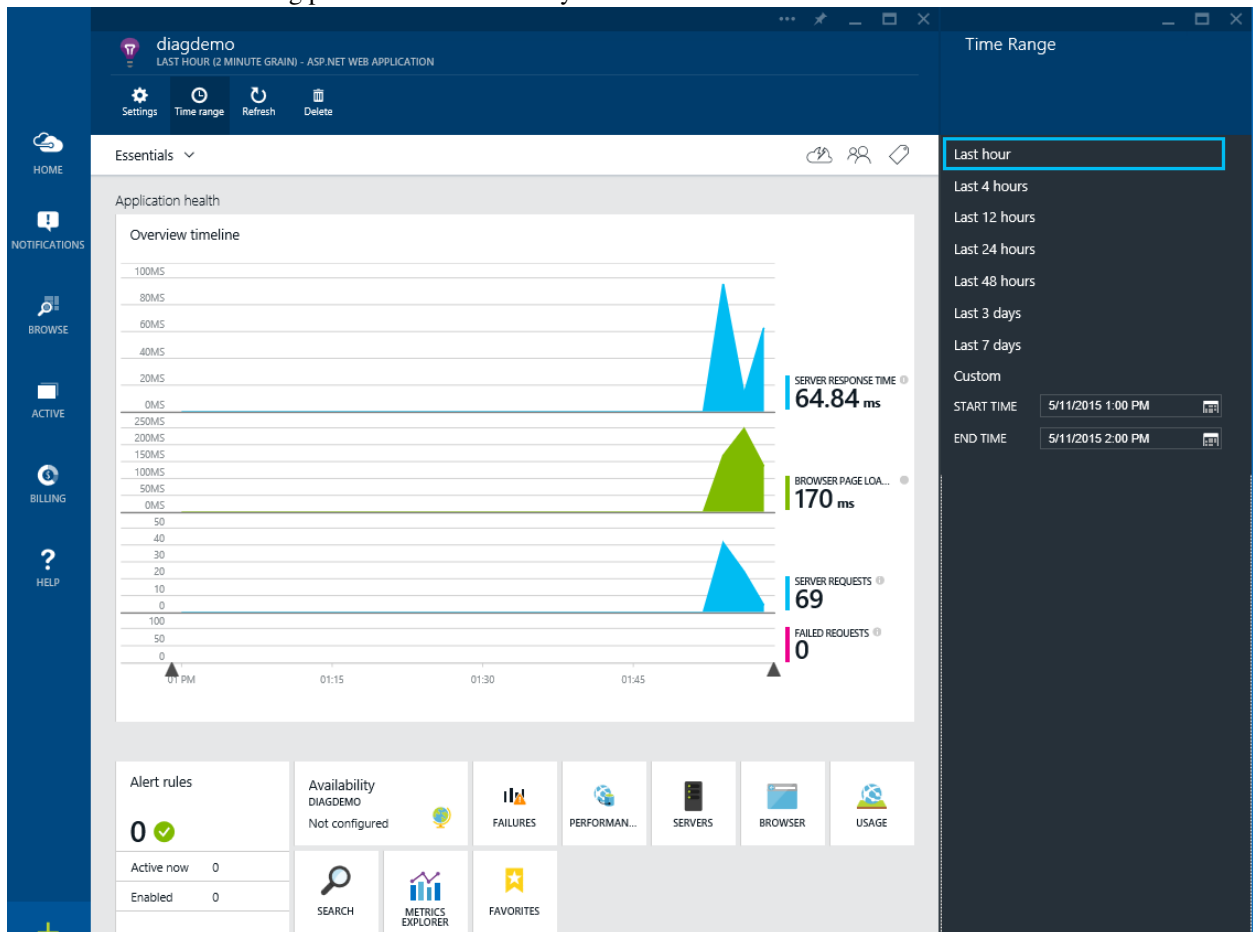 diagdemo
LAST HOUR (2 MINUTE GRAIN) - ASP.NET WEB APPLICATION
Settings Time range Refresh Delete
Time Range
HOME
NOTIFICATIONS
BROWSE
ACTIVE
BILLING
? HELP
Essentials
Application health
Overview timeline
100MS
80MS
60MS
40MS
20MS
0MS
SERVER RESPONSE TIME
64.84 ms
250MS
200MS
150MS
100MS
50MS
0MS
BROWSER PAGE LOA...
170 ms
50
40
30
20
10
0
SERVER REQUESTS
69
100
50
0
FAILED REQUESTS
0
01 PM 01:15 01:30 01:45
Alert rules
0
Active now 0
Enabled 0
Availability
DIAGDEMO
Not configured
FAILURES
PERFORMAN...
SERVERS
BROWSER
USAGE
SEARCH
METRICS
EXPLORER
FAVORITES
Last hour
Last 4 hours
Last 12 hours
Last 24 hours
Last 48 hours
Last 3 days
Last 7 days
Custom
START TIME 5/11/2015 1:00 PM
END TIME 5/11/2015 2:00 PM